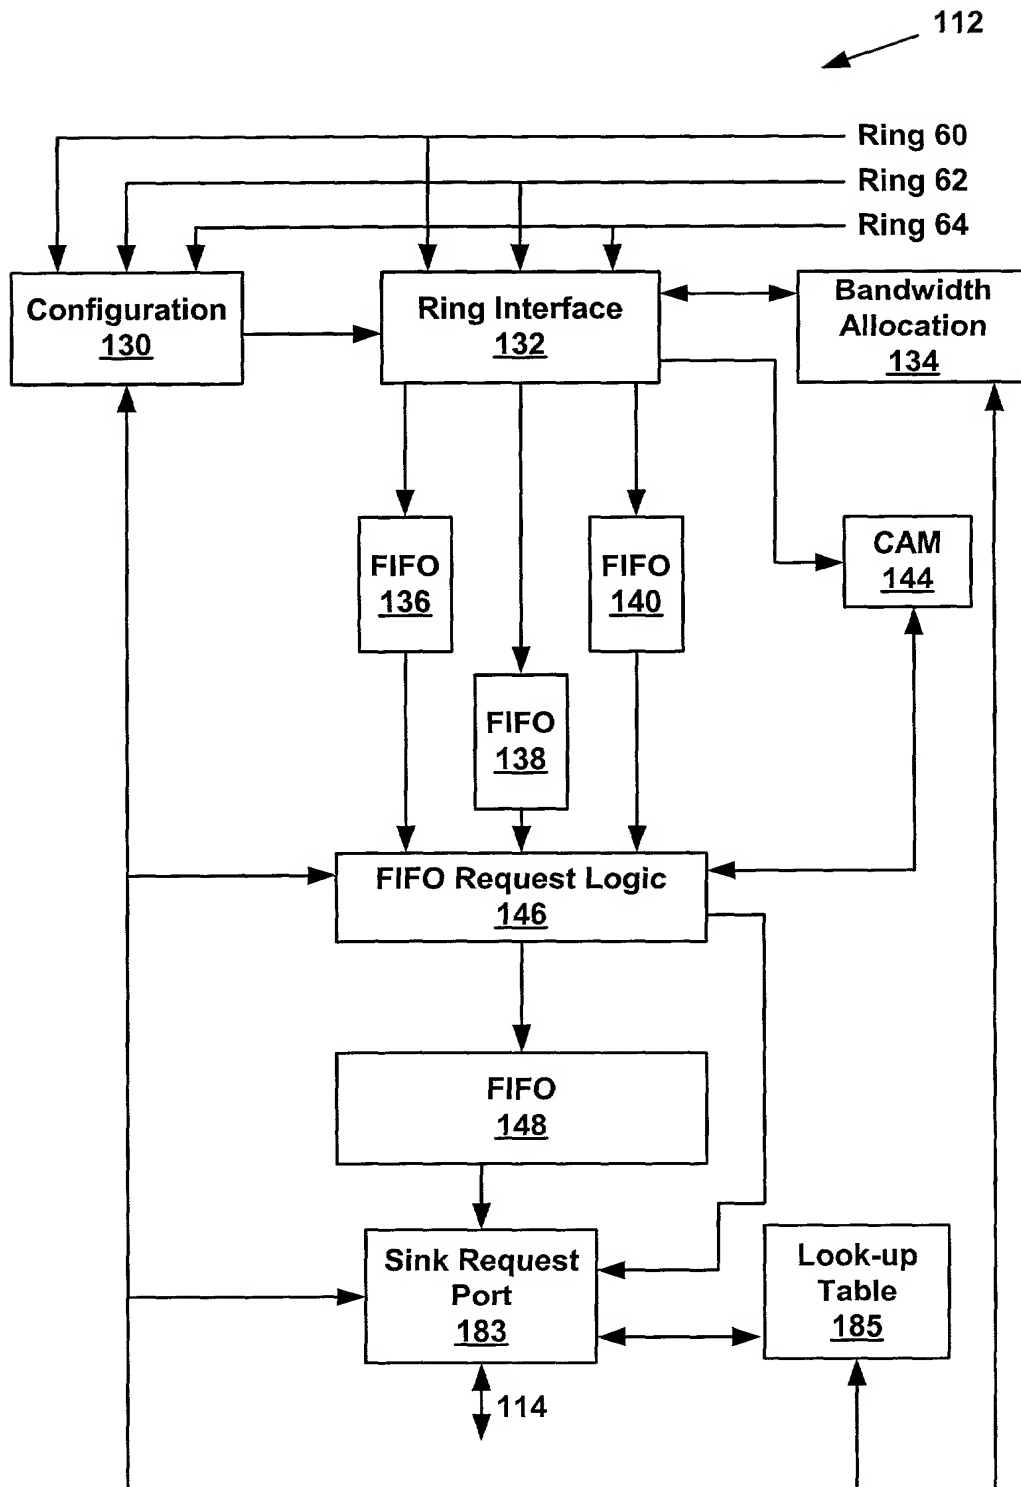 112
Ring 60
Ring 62
Ring 64
Configuration
130
Ring Interface
132
Bandwidth
Allocation
134
FIFO
136
FIFO
140
CAM
144
FIFO
138
FIFO Request Logic
146
FIFO
148
Sink Request
Port
183
Look-up
Table
185
114